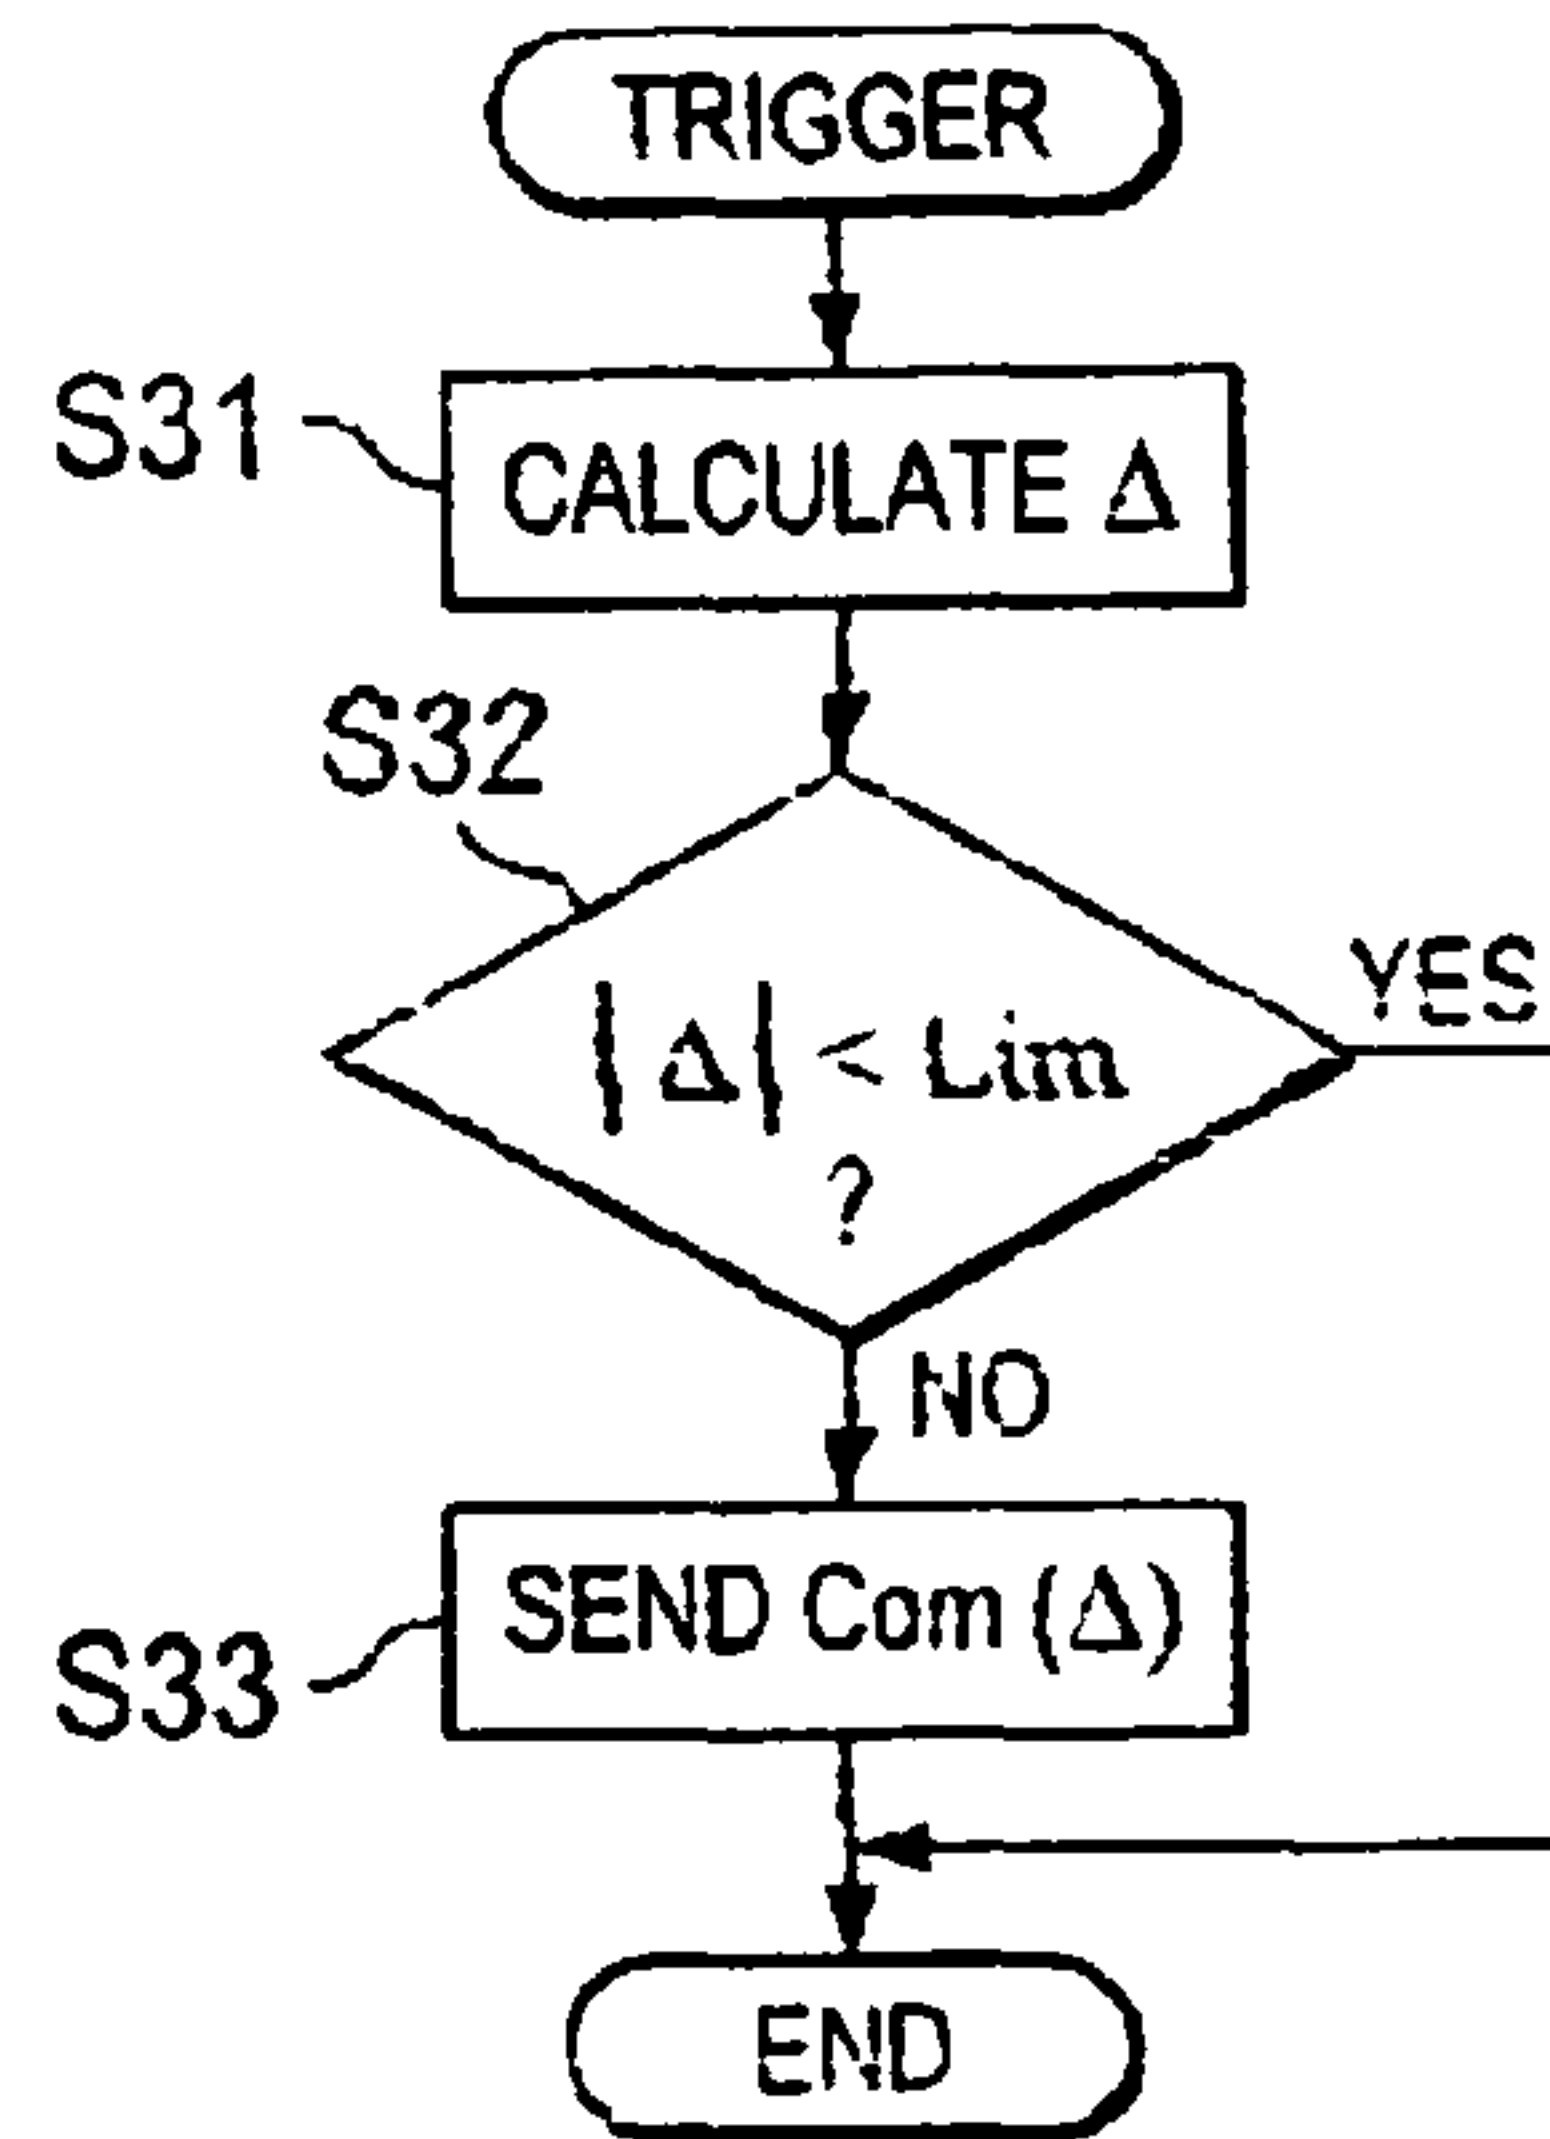 TRIGGER
S31
CALCULATE Δ
S32
YES
|Δ| < Lim
?
NO
SEND Com (Δ)
S33
END